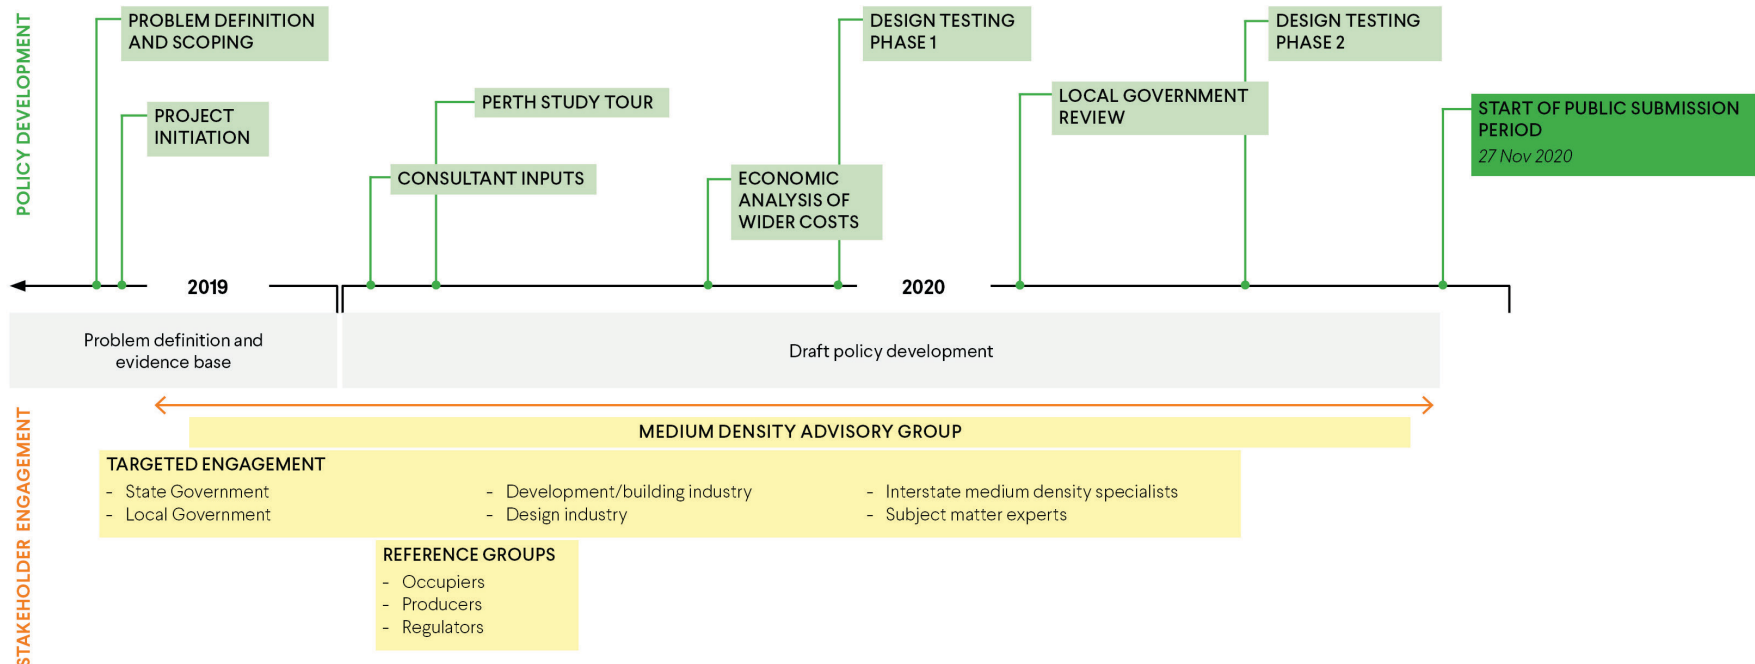 POLICY DEVELOPMENT
PROBLEM DEFINITION
AND SCOPING
PROJECT
INITIATION
CONSULTANT INPUTS
PERTH STUDY TOUR
ECONOMIC
ANALYSIS OF
WIDER COSTS
DESIGN TESTING
PHASE 1
LOCAL GOVERNMENT
REVIEW
DESIGN TESTING
PHASE 2
START OF PUBLIC SUBMISSION
PERIOD
27 Nov 2020
2019
2020
Problem definition and
evidence base
Draft policy development
STAKEHOLDER ENGAGEMENT
MEDIUM DENSITY ADVISORY GROUP
TARGETED ENGAGEMENT
- State Government
- Local Government
- Development/building industry
- Design industry
- Interstate medium density specialists
- Subject matter experts
REFERENCE GROUPS
- Occupiers
- Producers
- Regulators